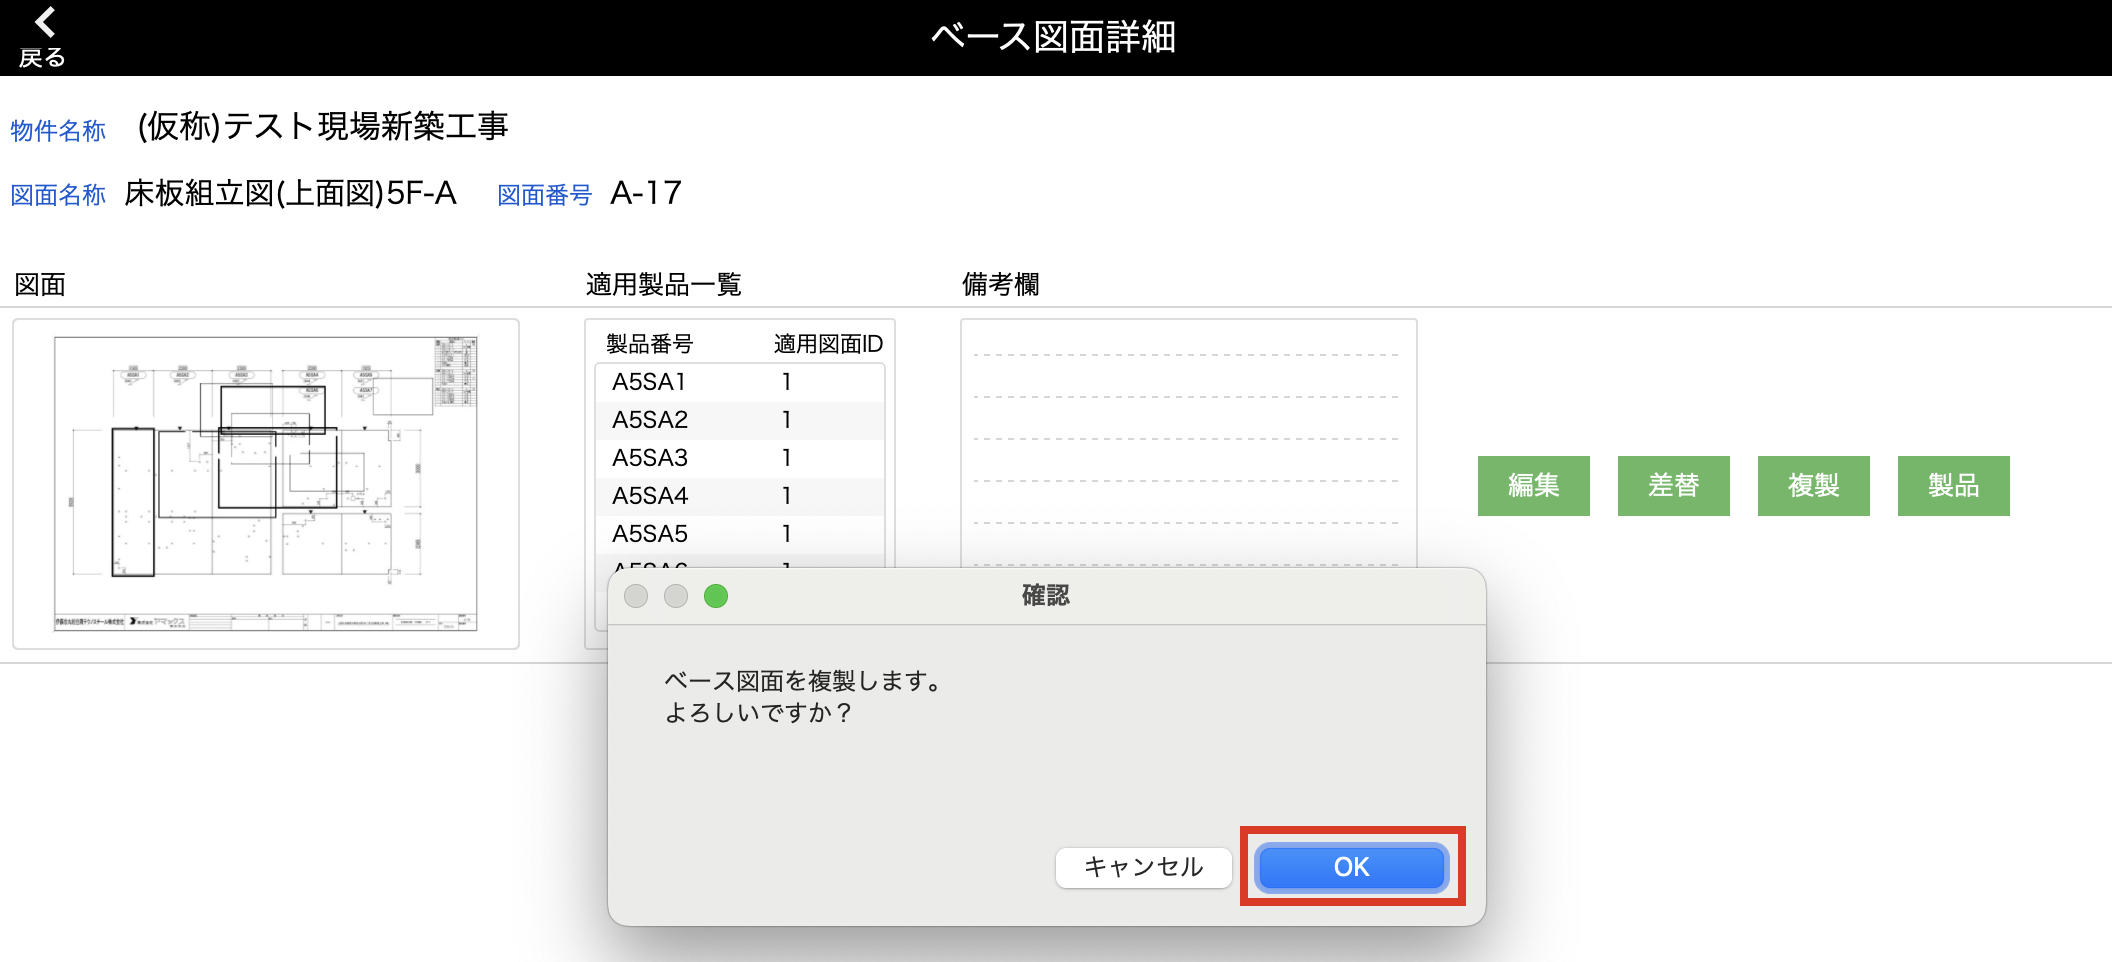 戻る
ベース図面詳細
物件名称 (仮称)テスト現場新築工事
図面名称 床板組立図(上面図)5F-A 図面番号 A-17
図面
適用製品一覧
備考欄
製品番号 適用図面ID
A5SA1 1
A5SA2 1
A5SA3 1
A5SA4 1
A5SA5 1
編集
差替
複製
製品
確認
ベース図面を複製します。
よろしいですか？
キャンセル
OK